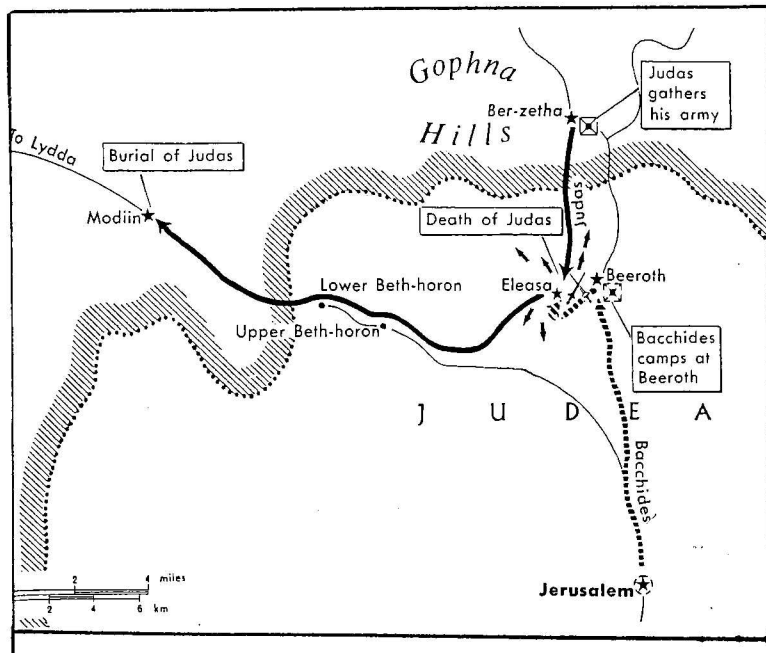 Gophna
Hills
Ber-zetha
Judas
gathers
his army
To Lydda
Burial of Judas
Modiin
Judas
Death of Judas
Eleasa
Beeroth
Lower Beth-horon
Upper Beth-horon
Bacchides
camps at
Beeroth
JUDEA
Bacchides
Jerusalem
2 4 miles
2 4 6 km